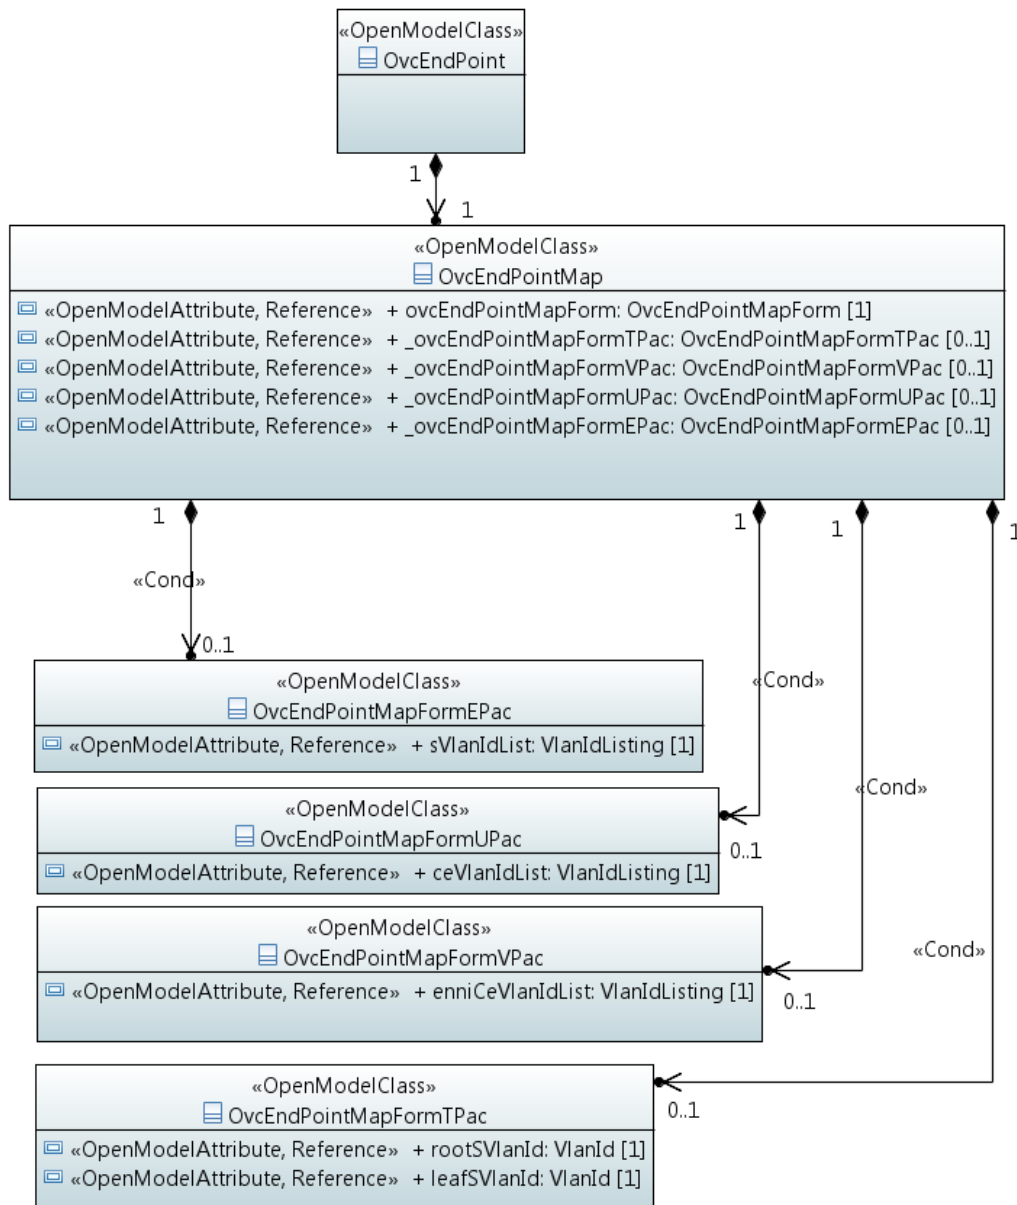 «OpenModelClass»
OvcEndPoint
1
1
«OpenModelClass»
OvcEndPointMap
«OpenModelAttribute, Reference» + ovcEndPointMapForm: OvcEndPointMapForm [1]
«OpenModelAttribute, Reference» + _ovcEndPointMapFormTPac: OvcEndPointMapFormTPac [0..1]
«OpenModelAttribute, Reference» + _ovcEndPointMapFormVPac: OvcEndPointMapFormVPac [0..1]
«OpenModelAttribute, Reference» + _ovcEndPointMapFormUPac: OvcEndPointMapFormUPac [0..1]
«OpenModelAttribute, Reference» + _ovcEndPointMapFormEPac: OvcEndPointMapFormEPac [0..1]
1
1
1
1
«Cond»
0..1
«OpenModelClass»
OvcEndPointMapFormEPac
«OpenModelAttribute, Reference» + sVlanIdList: VlanIdListing [1]
«Cond»
«OpenModelClass»
OvcEndPointMapFormUPac
«OpenModelAttribute, Reference» + ceVlanIdList: VlanIdListing [1]
0..1
«Cond»
«OpenModelClass»
OvcEndPointMapFormVPac
«OpenModelAttribute, Reference» + enniCeVlanIdList: VlanIdListing [1]
0..1
«Cond»
«OpenModelClass»
OvcEndPointMapFormTPac
«OpenModelAttribute, Reference» + rootSVlanId: VlanId [1]
«OpenModelAttribute, Reference» + leafSVlanId: VlanId [1]
0..1